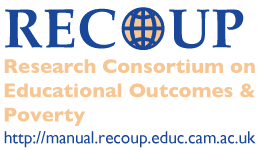 RECOUP
Research Consortium on
Educational Outcomes &
Poverty
http://manual.recoup.educ.cam.ac.uk